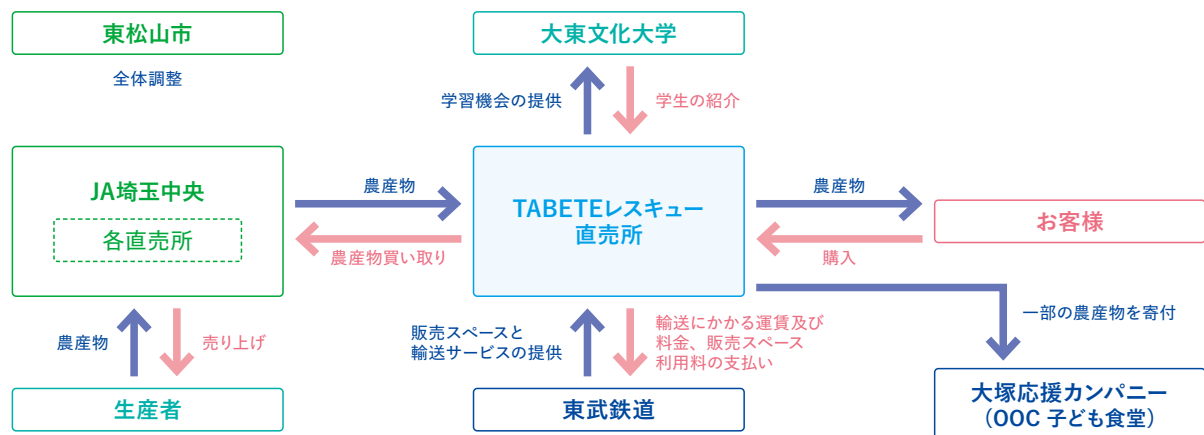 東松山市
全体調整
大東文化大学
学習機会の提供
学生の紹介
JA埼玉中央
各直売所
農産物
農産物買い取り
TABETEレスキュー
直売所
農産物
購入
お客様
農産物
売り上げ
販売スペースと
輸送サービスの提供
輸送にかかる運賃及び
料金、販売スペース
利用料の支払い
一部の農産物を寄付
生産者
東武鉄道
大塚応援カンパニー
(OOC 子ども食堂)